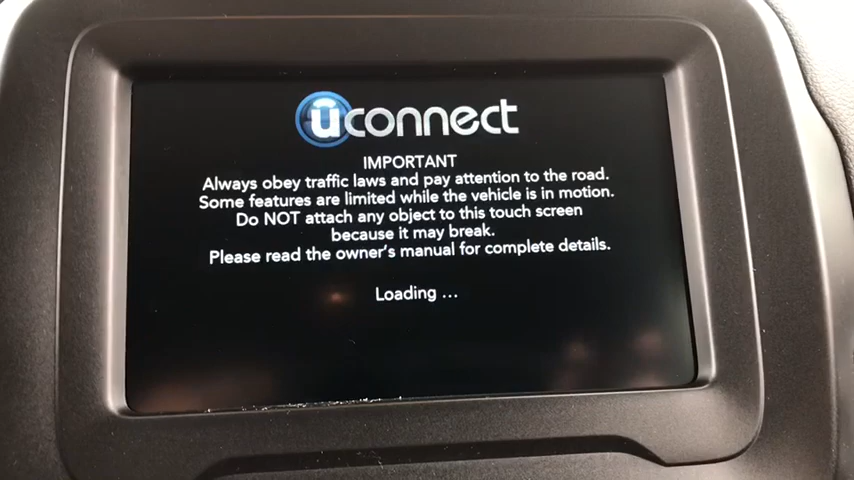 ūconnect
IMPORTANT
Always obey traffic laws and pay attention to the road.
Some features are limited while the vehicle is in motion.
Do NOT attach any object to this touch screen
because it may break.
Please read the owner's manual for complete details.
Loading ...